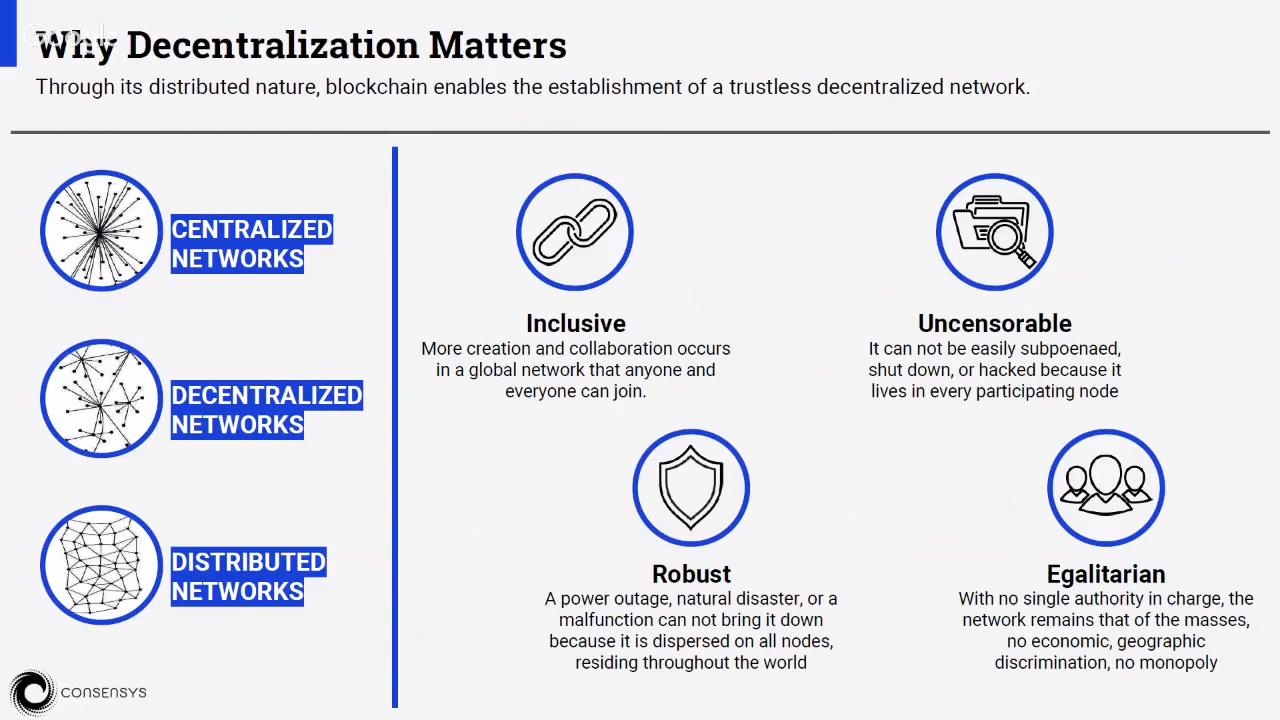 Google
Why Decentralization Matters
Through its distributed nature, blockchain enables the establishment of a trustless decentralized network.
CENTRALIZED
NETWORKS
DECENTRALIZED
NETWORKS
DISTRIBUTED
NETWORKS
Inclusive
More creation and collaboration occurs
in a global network that anyone and
everyone can join.
Uncensorable
It can not be easily subpoenaed,
shut down, or hacked because it
lives in every participating node
Robust
A power outage, natural disaster, or a
malfunction can not bring it down
because it is dispersed on all nodes,
residing throughout the world
Egalitarian
With no single authority in charge, the
network remains that of the masses,
no economic, geographic
discrimination, no monopoly
CONSENSYS